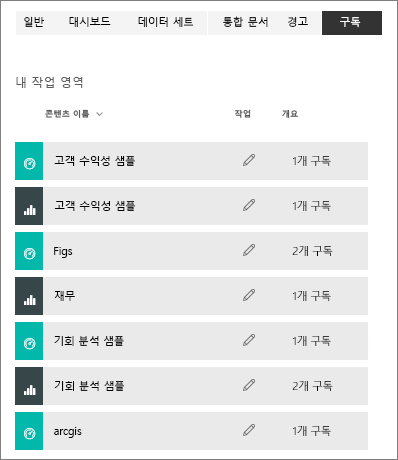 일반 대시보드 데이터 세트 통합 문서 경고 구독
내 작업 영역
콘텐츠 이름 작업 개요
고객 수익성 샘플 1개 구독
고객 수익성 샘플 1개 구독
Figs 2개 구독
재무 1개 구독
기회 분석 샘플 1개 구독
기회 분석 샘플 2개 구독
arcgis 1개 구독